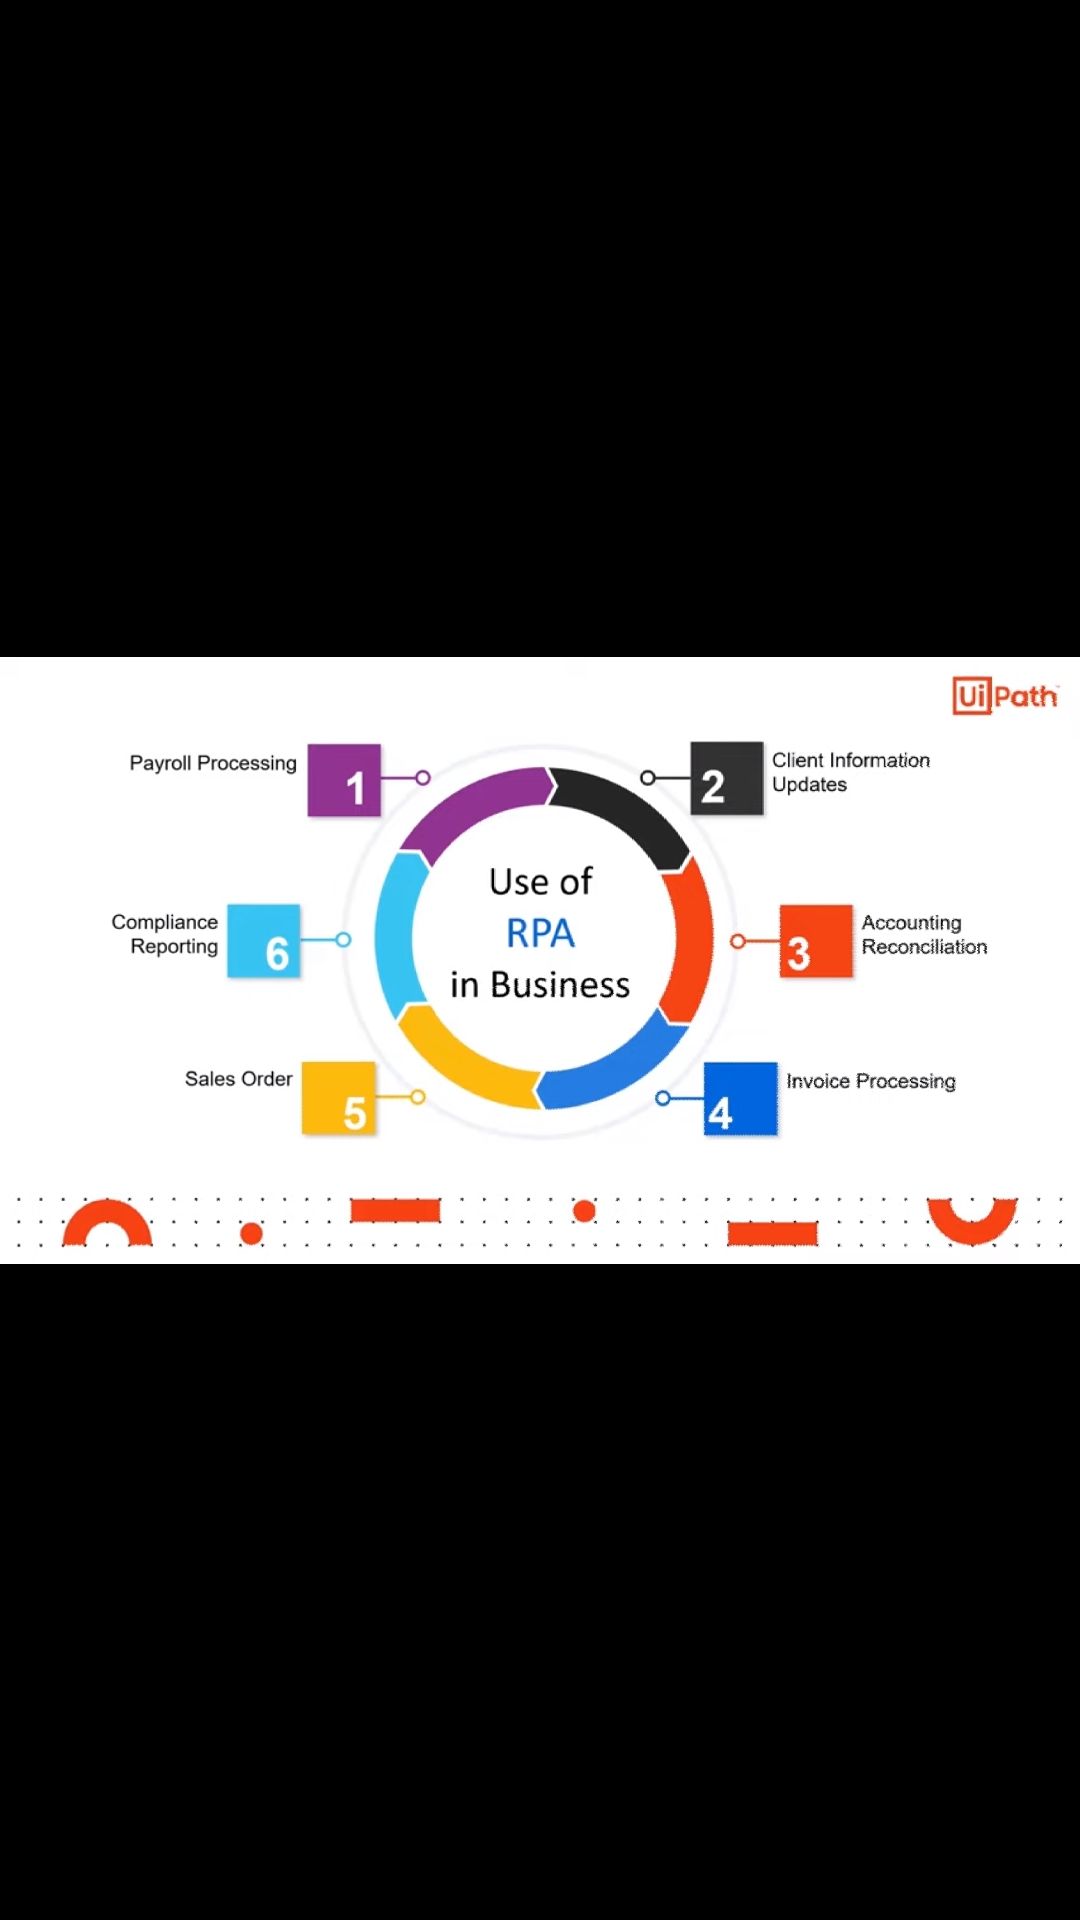 UiPath
Payroll Processing
1
2
Client Information
Updates
Use of
RPA
in Business
Compliance
Reporting
6
3
Accounting
Reconciliation
Sales Order
5
4
Invoice Processing